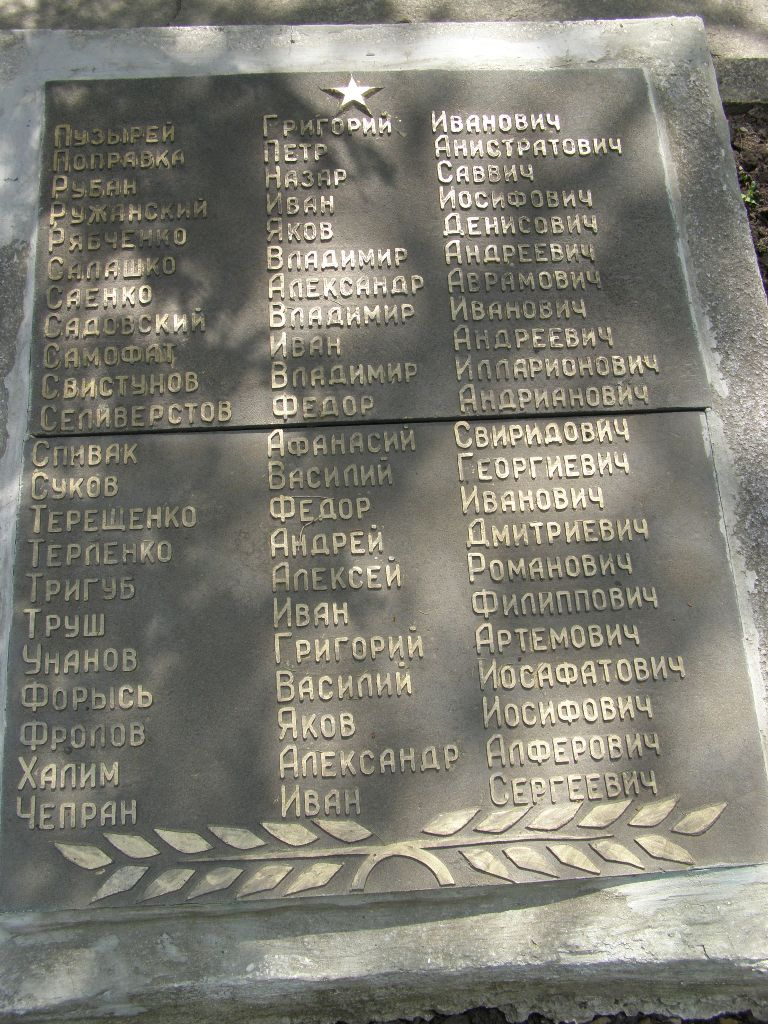 Пузырей Григорий Иванович
Поправка Петр Анистратович
Рубан Назар Саввич
Ружанский Иван Иосифович
Рябченко Яков Денисович
Салашко Владимир Андреевич
Саенко Александр Аврамович
Садовский Владимир Иванович
Самофат Иван Андреевич
Свистунов Владимир Илларионович
Селиверстов Федор Андрианович
Спивак Афанасий Свиридович
Суков Василий Георгиевич
Терещенко Федор Иванович
Терленко Андрей Дмитриевич
Тригуб Алексей Романович
Труш Иван Филиппович
Унанов Григорий Артемович
Форысь Василий Иосафатович
Фролов Яков Иосифович
Халим Александр Алферович
Чепран Иван Сергеевич